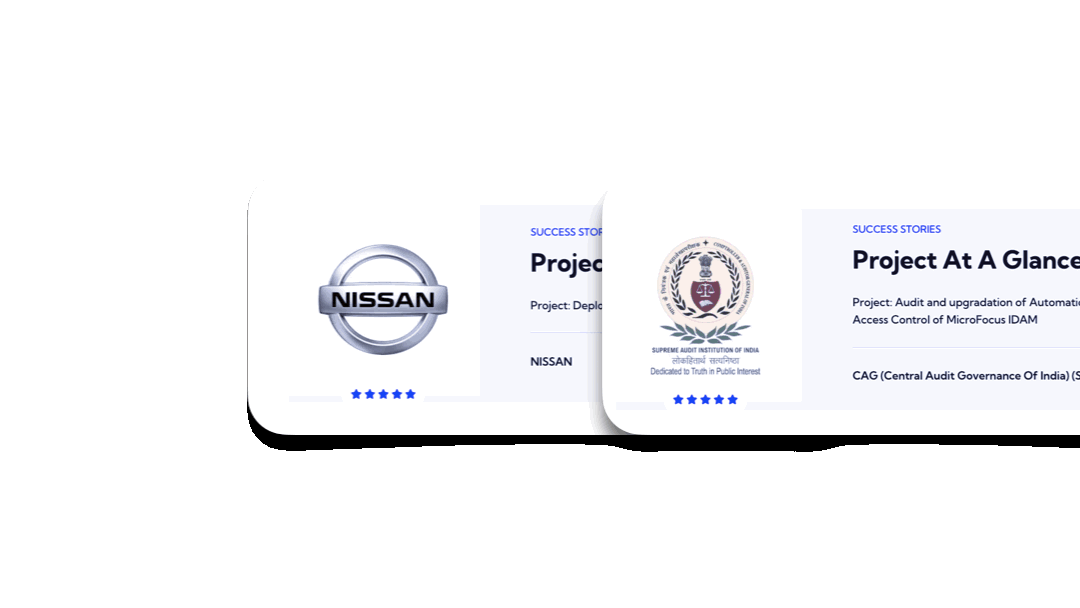 NISSAN
SUCCESS STOR
Projec
Project: Deplo
NISSAN
SUPREME AUDIT INSTITUTION OF INDIA
लोकहितार्थ सत्यनिष्ठा
Dedicated to Truth in Public Interest
SUCCESS STORIES
Project At A Glance
Project: Audit and upgradation of Automatic
Access Control of MicroFocus IDAM
CAG (Central Audit Governance Of India) (S